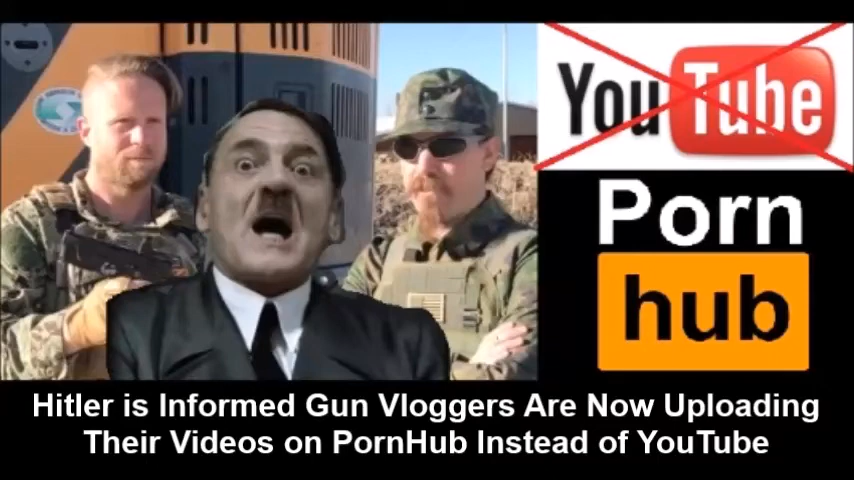 YouTube
Porn
hub
Hitler is Informed Gun Vloggers Are Now Uploading
Their Videos on PornHub Instead of YouTube